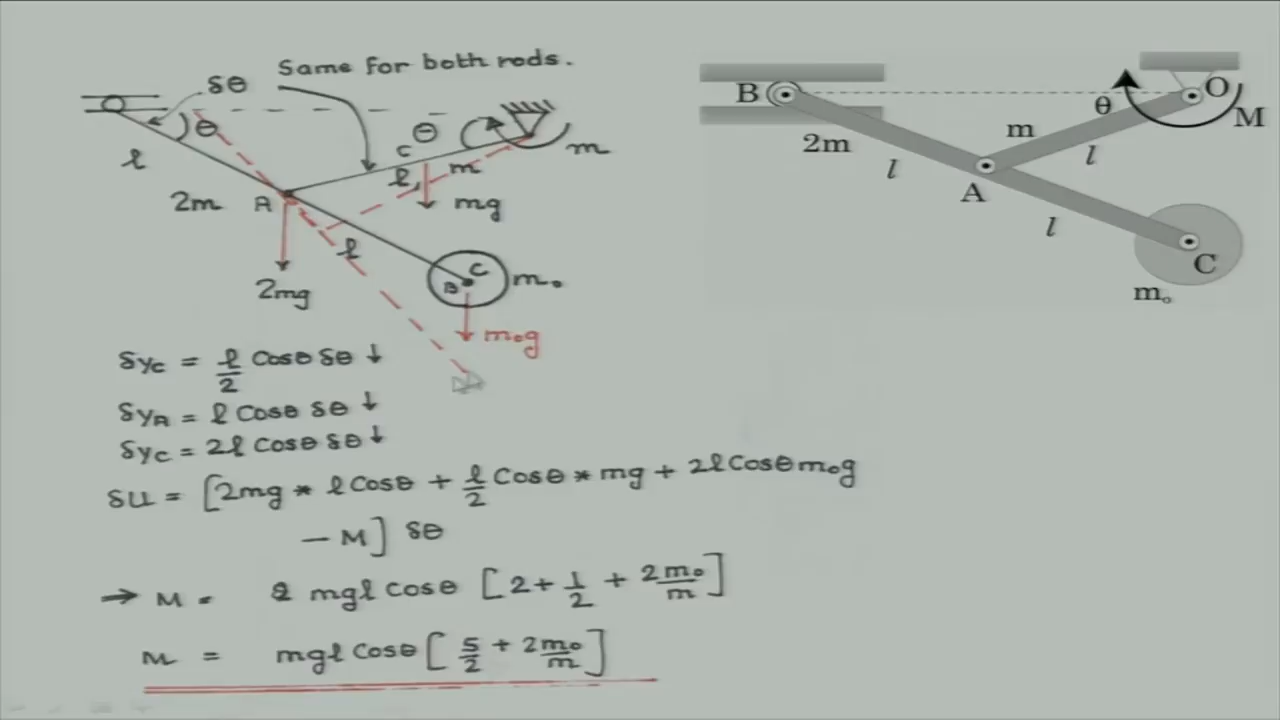 Same for both rods.
δθ
θ
θ
c
l
l
m
m
2m
A
mg
l
2mg
B
C
m₀
m₀g
B
O
θ
M
m
l
2m
l
A
l
C
m₀
δy_C = l/2 Cosθ δθ ↓
δy_A = l Cosθ δθ ↓
δy_C = 2l Cosθ δθ ↓
δU = [2mg * l Cosθ + l/2 Cosθ * mg + 2l Cosθ m₀g
− M] δθ
→ M = 2 mgl Cosθ [2 + 1/2 + 2m₀/m]
M = mgl Cosθ [5/2 + 2m₀/m]